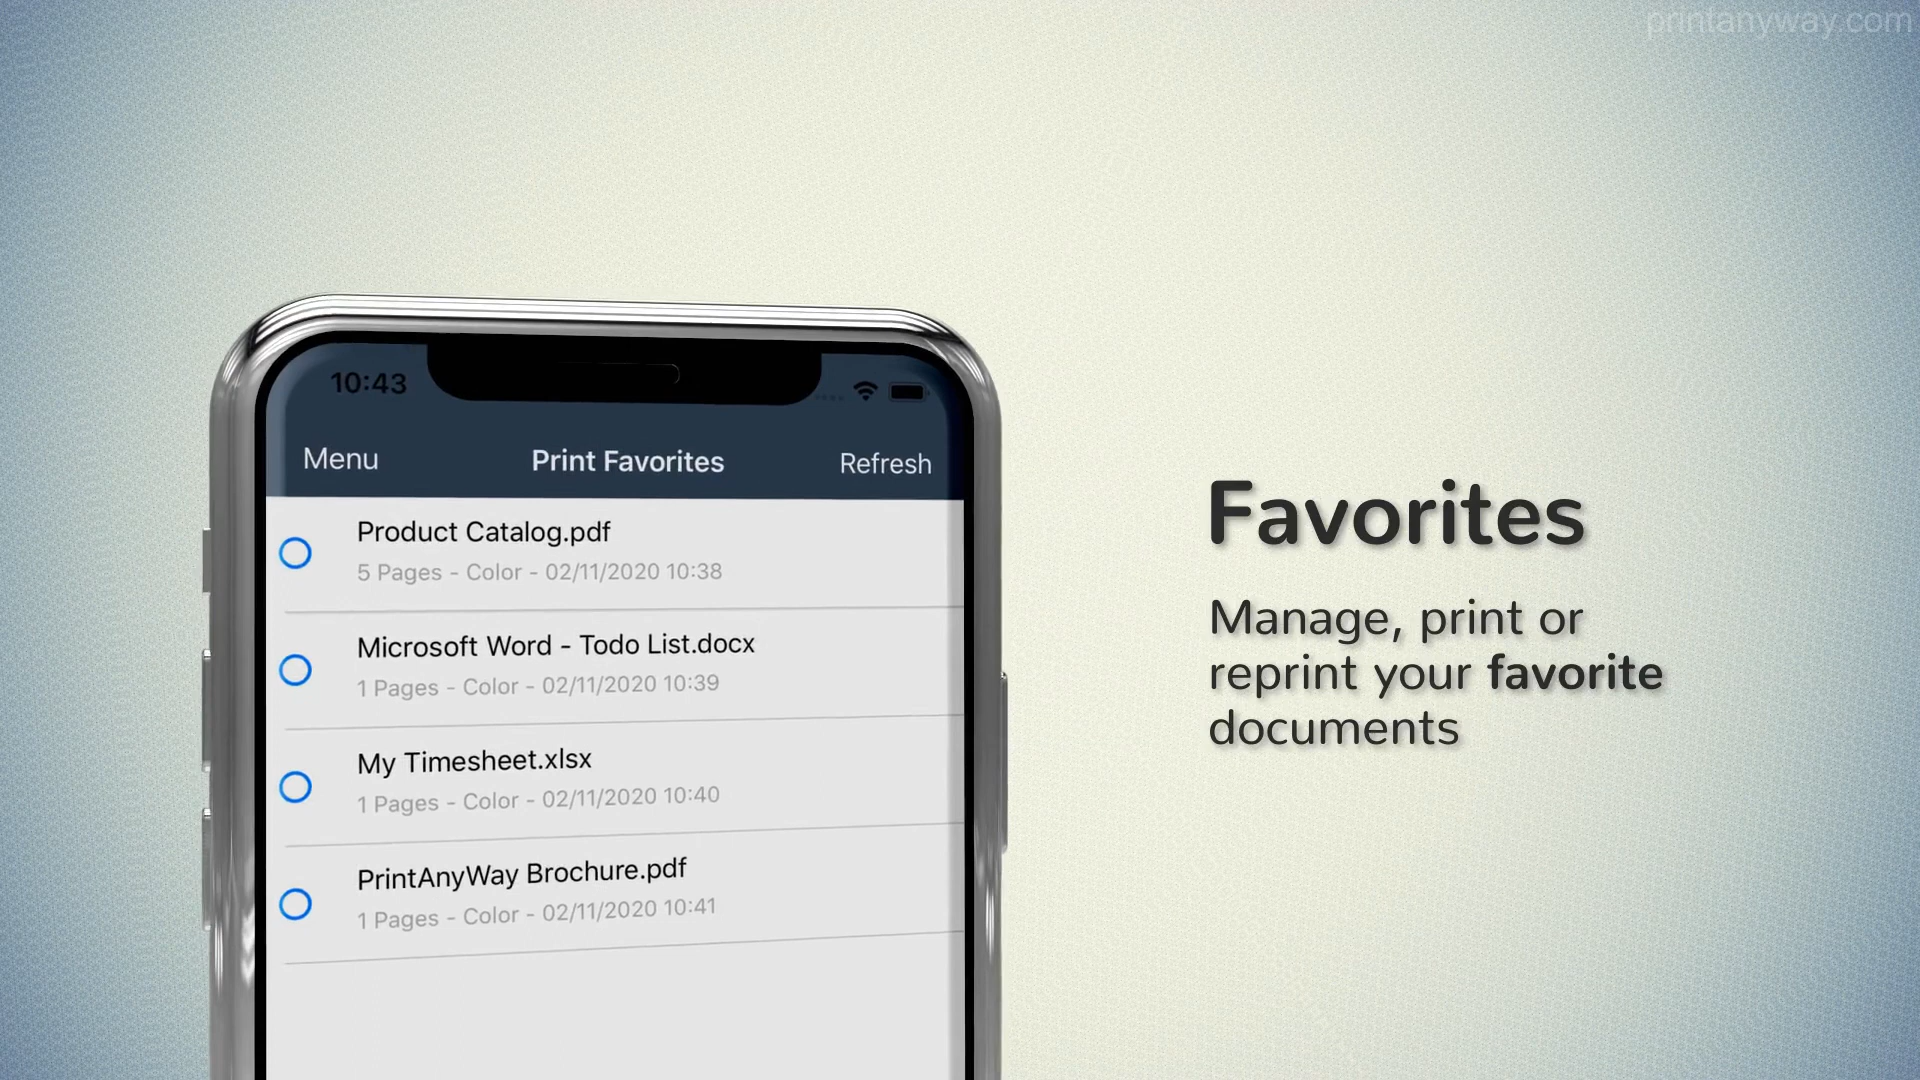 printanyway.com
10:43
Menu Print Favorites Refresh
Product Catalog.pdf
5 Pages - Color - 02/11/2020 10:38
Microsoft Word - Todo List.docx
1 Pages - Color - 02/11/2020 10:39
My Timesheet.xlsx
1 Pages - Color - 02/11/2020 10:40
PrintAnyWay Brochure.pdf
1 Pages - Color - 02/11/2020 10:41
Favorites
Manage, print or
reprint your favorite
documents